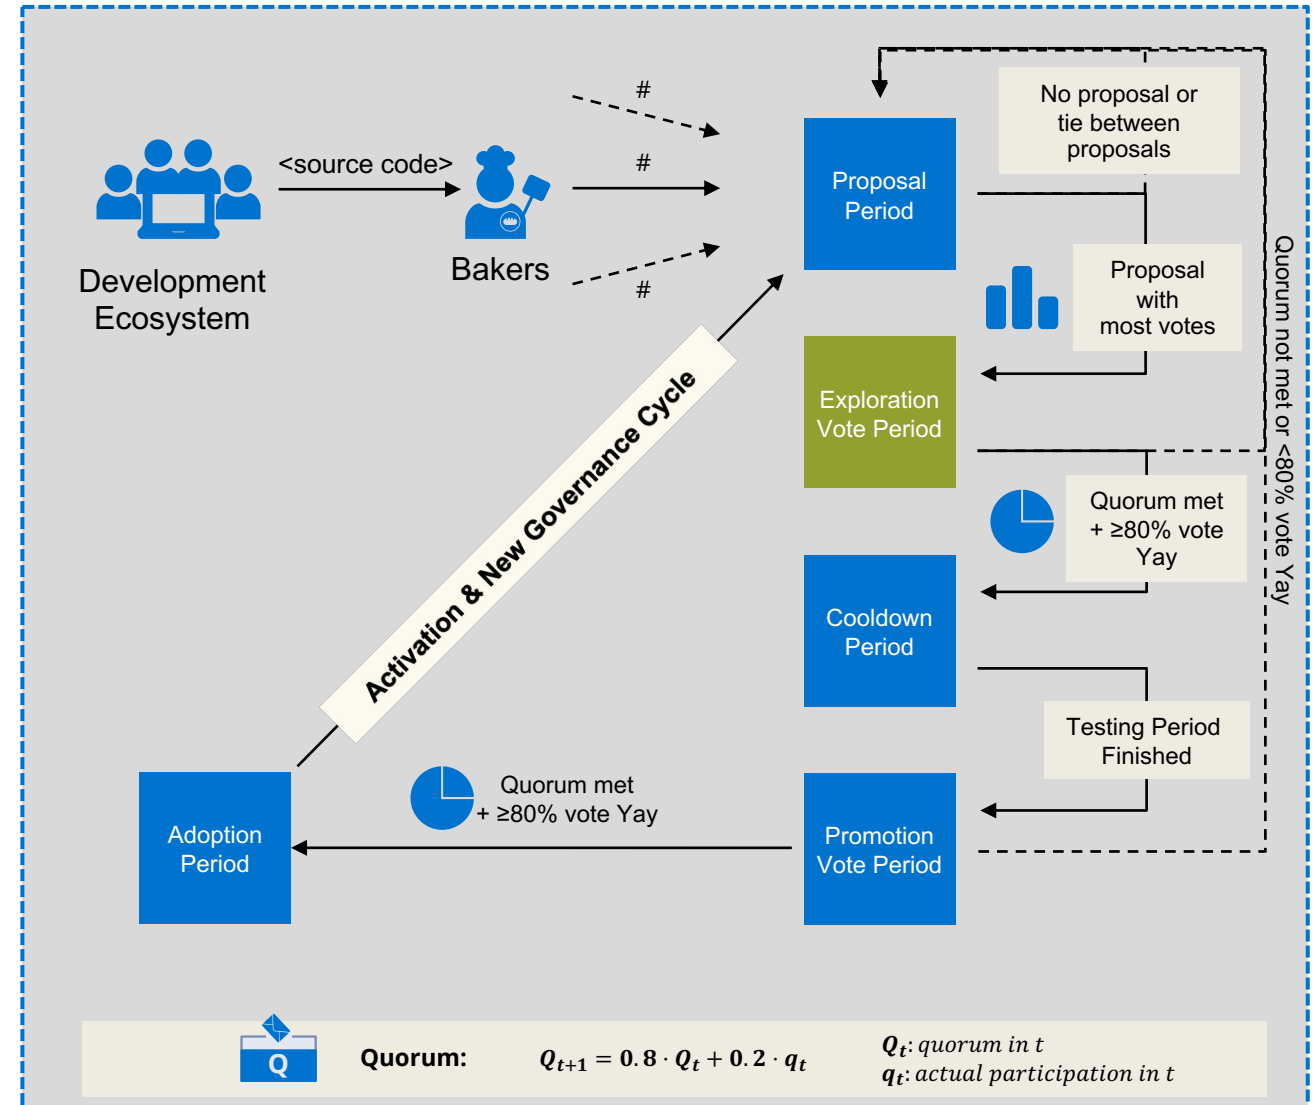 No proposal or
tie between
proposals
#
<source code>
#
Proposal
Period
Development
Ecosystem
Bakers
#
Proposal
with
most votes
Quorum not met or <80% vote Yay
Exploration
Vote Period
Activation & New Governance Cycle
Quorum met
+ ≥80% vote
Yay
Cooldown
Period
Testing Period
Finished
Quorum met
+ ≥80% vote Yay
Adoption
Period
Promotion
Vote Period
Q
Quorum:
Q_{t+1} = 0.8 · Q_t + 0.2 · q_t
Q_t: quorum in t
q_t: actual participation in t